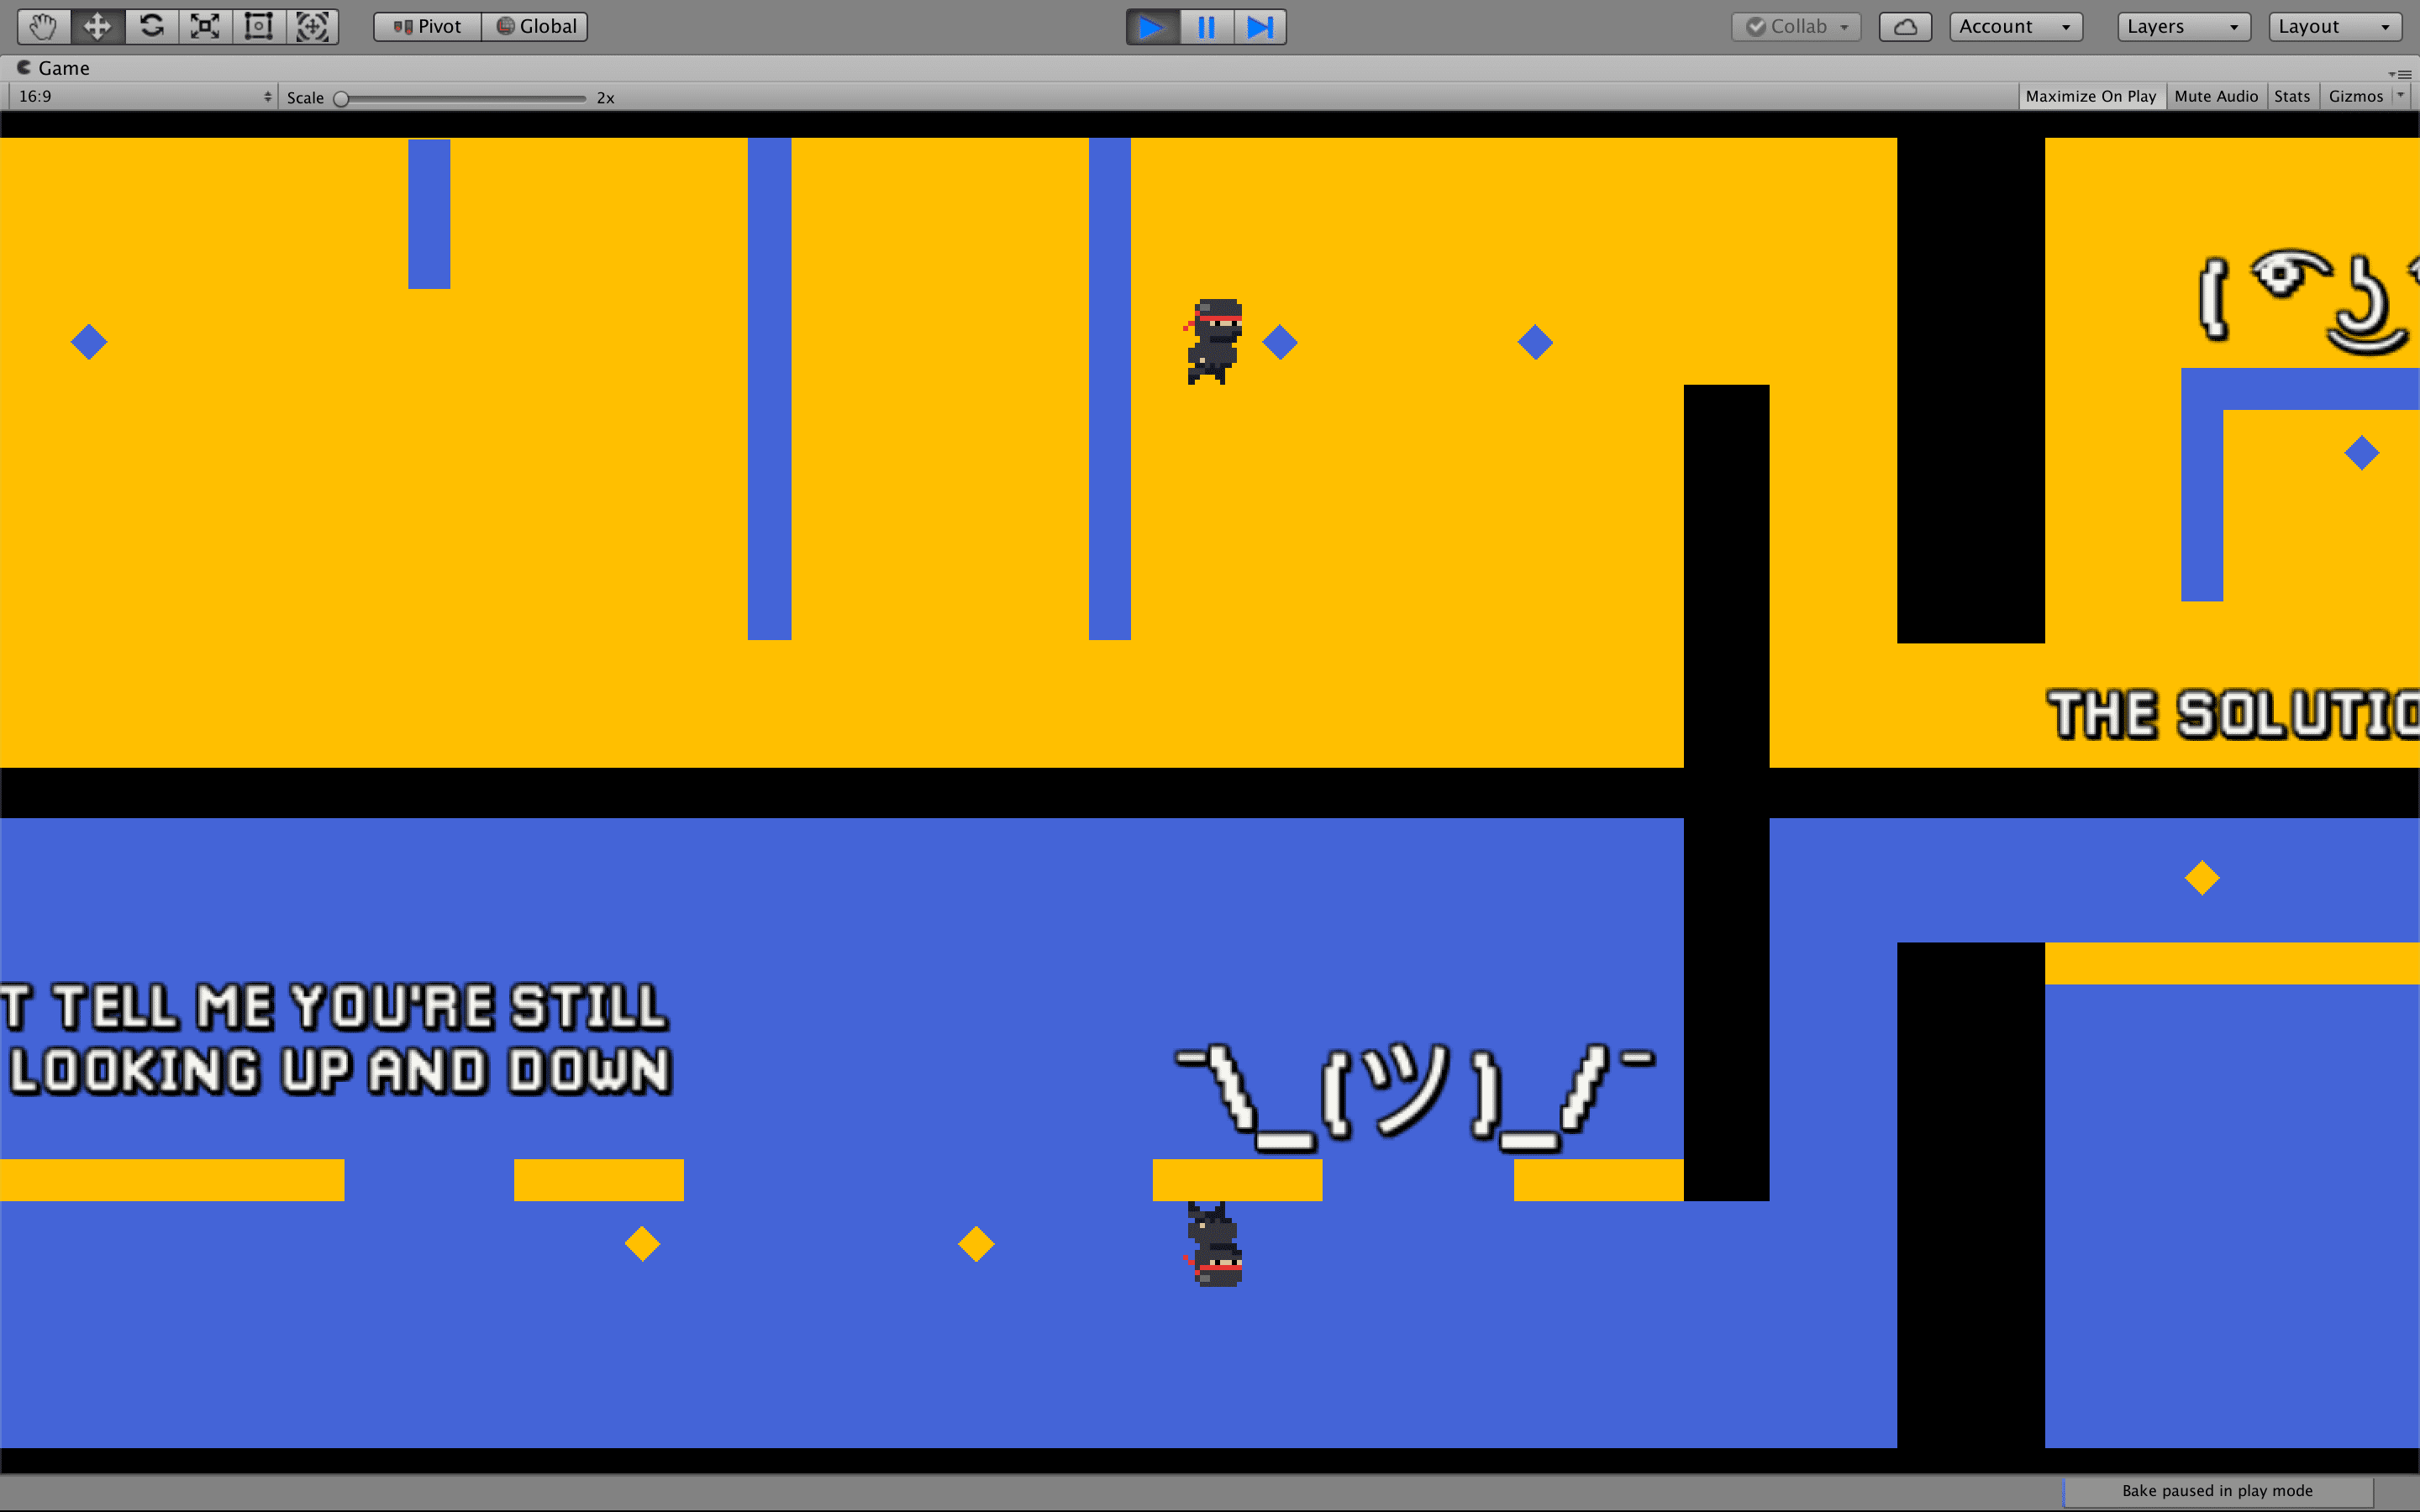 Pivot Global Collab Account Layers Layout
Game
16:9 Scale 2x Maximize On Play Mute Audio Stats Gizmos
( ͡° ͜ʖ
THE SOLUTIO
T TELL ME YOU'RE STILL
LOOKING UP AND DOWN
¯\_(ツ)_/¯
Bake paused in play mode